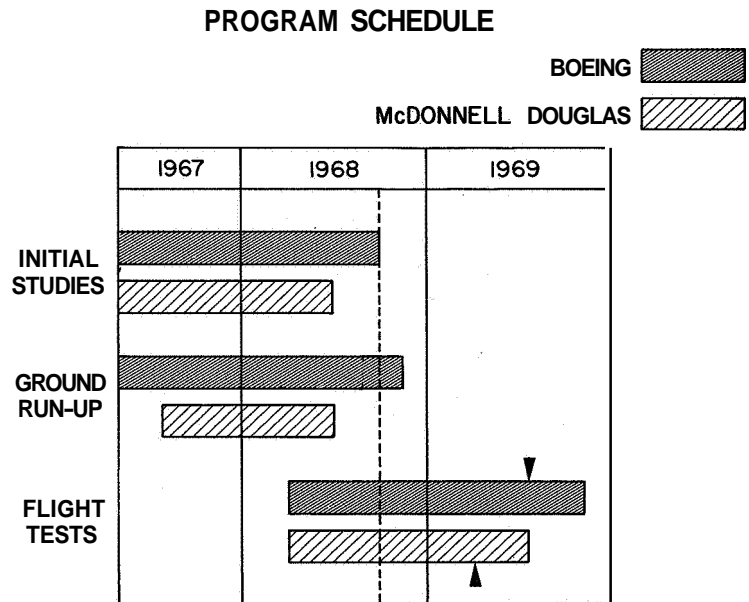 PROGRAM SCHEDULE
BOEING
McDONNELL DOUGLAS
1967 1968 1969
INITIAL
STUDIES
GROUND
RUN-UP
FLIGHT
TESTS